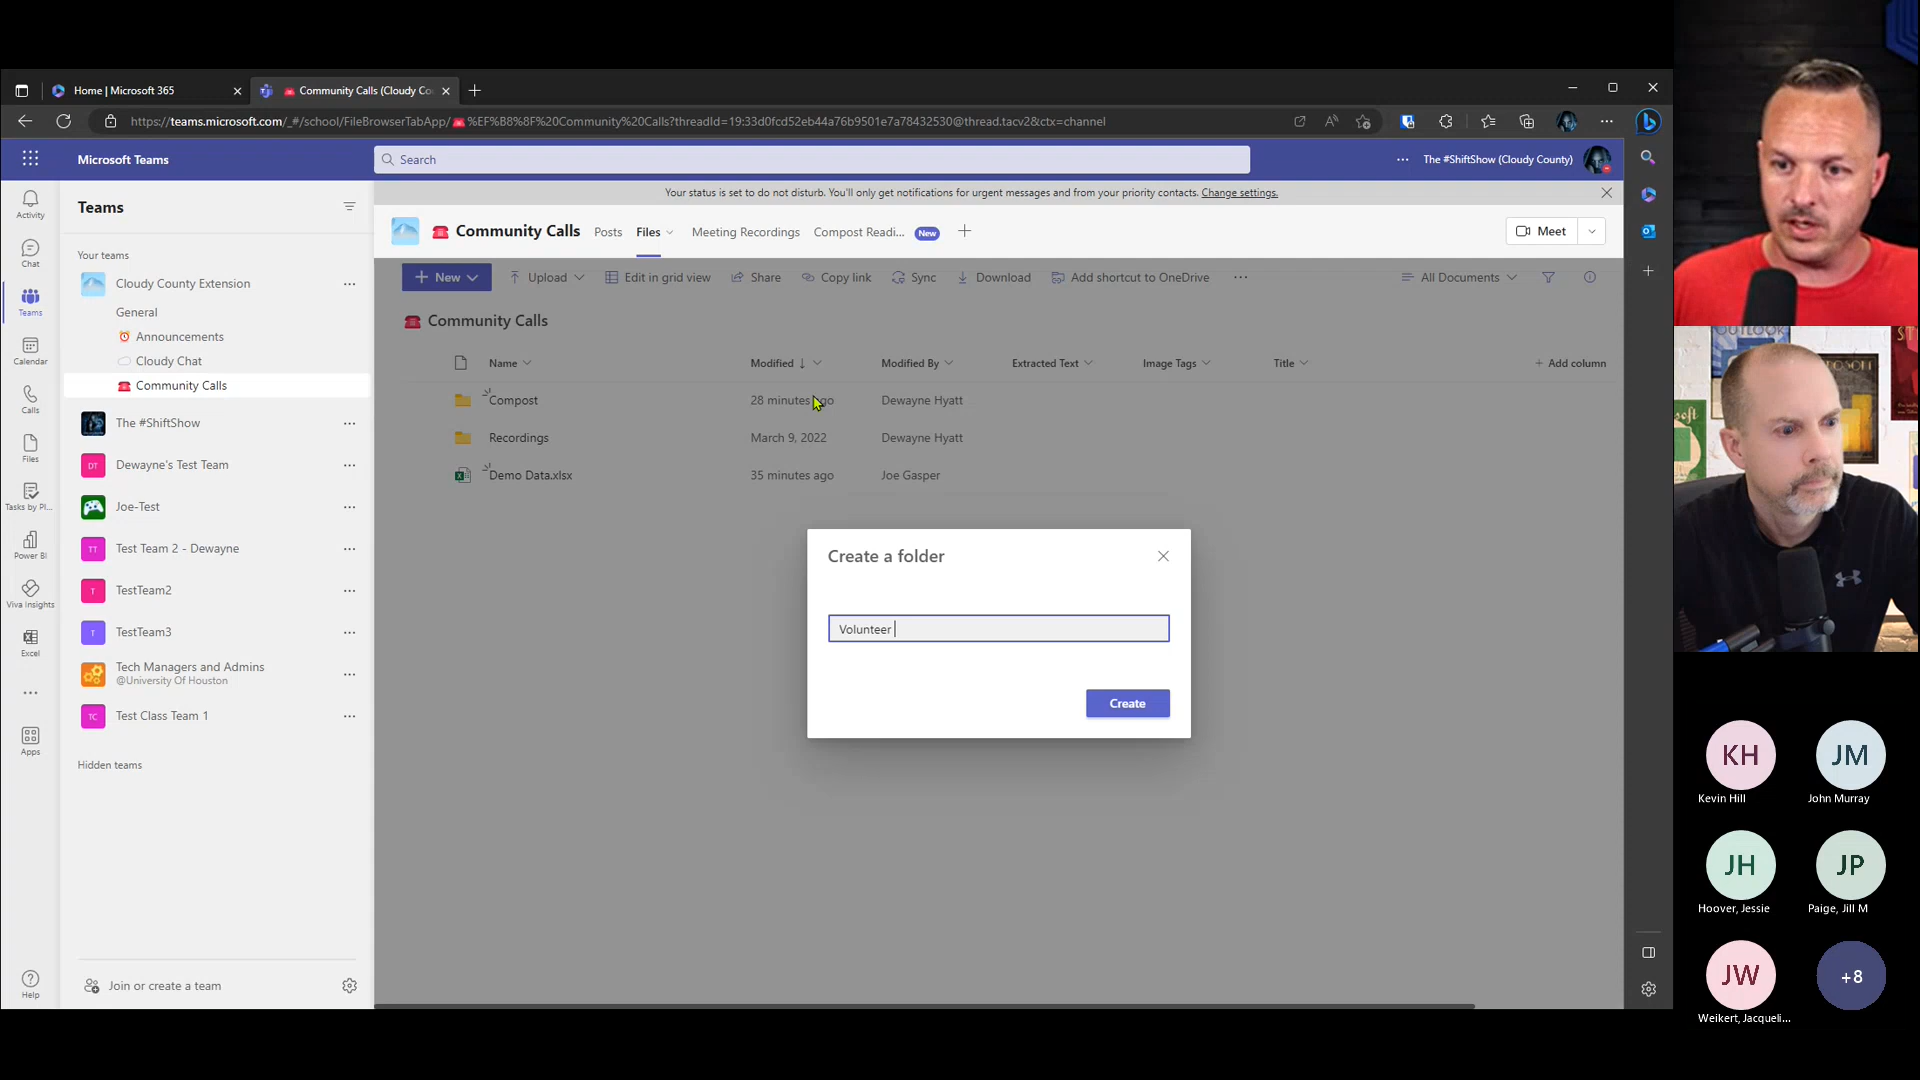 Home | Microsoft 365
Community Calls (Cloudy Co
https://teams.microsoft.com/_#/school/FileBrowserTabApp/☎%EF%B8%8F%20Community%20Calls?threadId=19:33d0fcd52eb44a76b9501e7a78432530@thread.tacv2&ctx=channel
Microsoft Teams
Search
The #ShiftShow (Cloudy County)
Your status is set to do not disturb. You'll only get notifications for urgent messages and from your priority contacts. Change settings.
Activity
Chat
Teams
Calendar
Calls
Files
Tasks by Pl...
Power BI
Viva Insights
Excel
Apps
Help
Teams
Your teams
Cloudy County Extension
General
Announcements
Cloudy Chat
Community Calls
The #ShiftShow
DT Dewayne's Test Team
Joe-Test
TT Test Team 2 - Dewayne
T TestTeam2
T TestTeam3
Tech Managers and Admins
@University Of Houston
TC Test Class Team 1
Hidden teams
Join or create a team
Community Calls Posts Files Meeting Recordings Compost Readi... New
Meet
New Upload Edit in grid view Share Copy link Sync Download Add shortcut to OneDrive
All Documents
Community Calls
Name Modified Modified By Extracted Text Image Tags Title Add column
Compost 28 minutes ago Dewayne Hyatt
Recordings March 9, 2022 Dewayne Hyatt
Demo Data.xlsx 35 minutes ago Joe Gasper
Create a folder
Volunteer
Create
OUTLOOK
KH
Kevin Hill
JM
John Murray
JH
Hoover, Jessie
JP
Paige, Jill M
JW
Weikert, Jacqueli...
+8